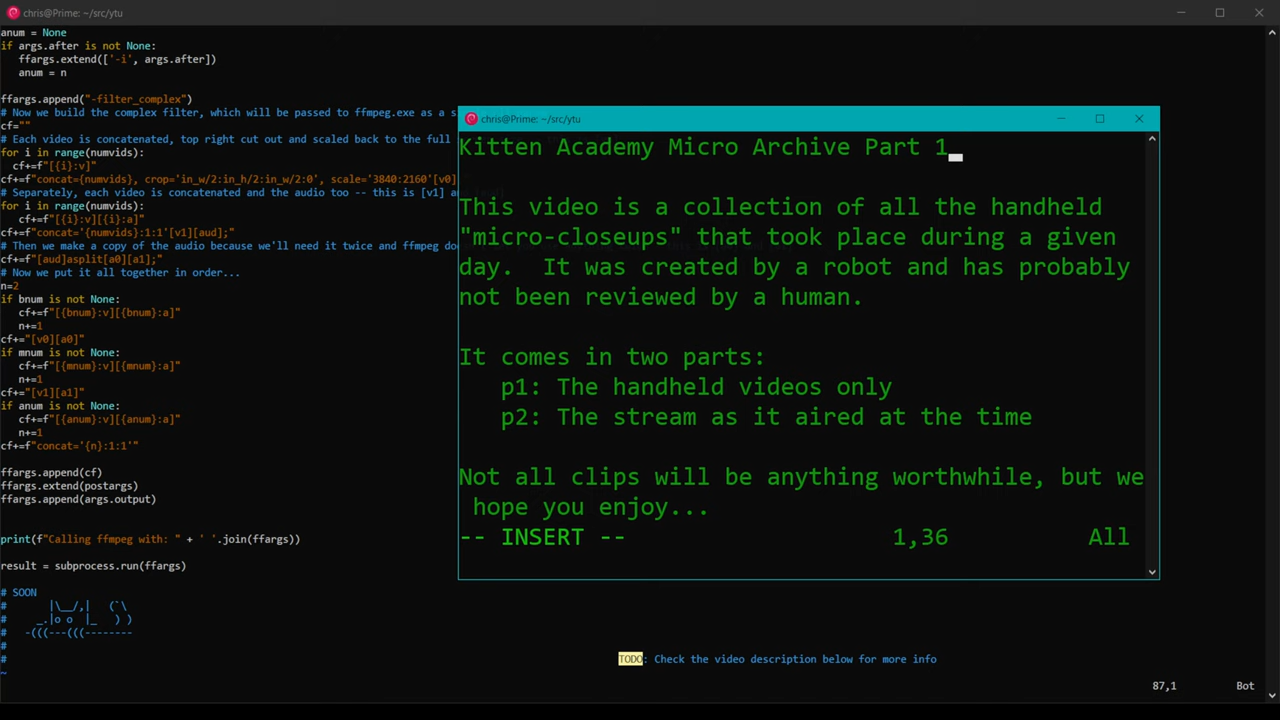 chris@Prime: ~/src/ytu
anum = None
if args.after is not None:
  ffargs.extend(['-i', args.after])
  anum = n

ffargs.append("-filter_complex")
# Now we build the complex filter, which will be passed to ffmpeg.exe as a s
cf=""
# Each video is concatenated, top right cut out and scaled back to the full
for i in range(numvids):
  cf+=f"[{i}:v]"
cf+=f"concat={numvids}, crop='in_w/2:in_h/2:in_w/2:0', scale='3840:2160'[v0]
# Separately, each video is concatenated and the audio too -- this is [v1] a
for i in range(numvids):
  cf+=f"[{i}:v][{i}:a]"
cf+=f"concat='{numvids}:1:1'[v1][aud];"
# Then we make a copy of the audio because we'll need it twice and ffmpeg do
cf+=f"[aud]asplit[a0][a1];"
# Now we put it all together in order...
n=2
if bnum is not None:
  cf+=f"[{bnum}:v][{bnum}:a]"
  n+=1
cf+="[v0][a0]"
if mnum is not None:
  cf+=f"[{mnum}:v][{mnum}:a]"
  n+=1
cf+="[v1][a1]"
if anum is not None:
  cf+=f"[{anum}:v][{anum}:a]"
  n+=1
cf+=f"concat='{n}:1:1'"

ffargs.append(cf)
ffargs.extend(postargs)
ffargs.append(args.output)

print(f"Calling ffmpeg with: " + ' '.join(ffargs))

result = subprocess.run(ffargs)

# SOON
#      |\__/,|   (`\
#    _.|o o  |_   ) )
#  -(((---(((--------
#
#
~
chris@Prime: ~/src/ytu
Kitten Academy Micro Archive Part 1

This video is a collection of all the handheld
"micro-closeups" that took place during a given
day.  It was created by a robot and has probably
not been reviewed by a human.

It comes in two parts:
   p1: The handheld videos only
   p2: The stream as it aired at the time

Not all clips will be anything worthwhile, but we
 hope you enjoy...
-- INSERT -- 1,36 All
TODO: Check the video description below for more info
87,1 Bot